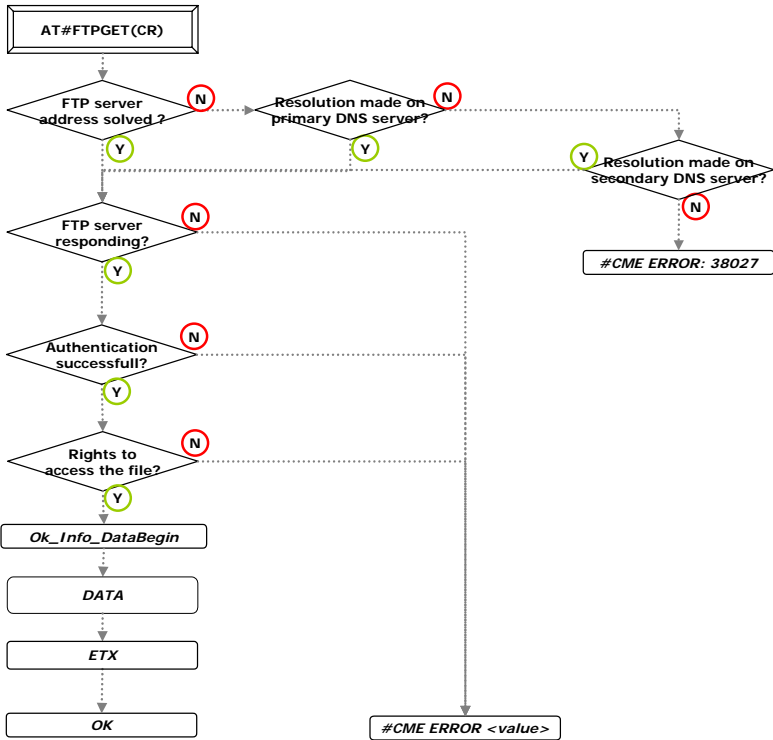 AT#FTPGET(CR)
FTP server
address solved ?
N
Resolution made on
primary DNS server?
N
Y
Y
Y
Resolution made on
secondary DNS server?
N
#CME ERROR: 38027
FTP server
responding?
N
Y
Authentication
successfull?
N
Y
Rights to
access the file?
N
Y
Ok_Info_DataBegin
DATA
ETX
OK
#CME ERROR <value>